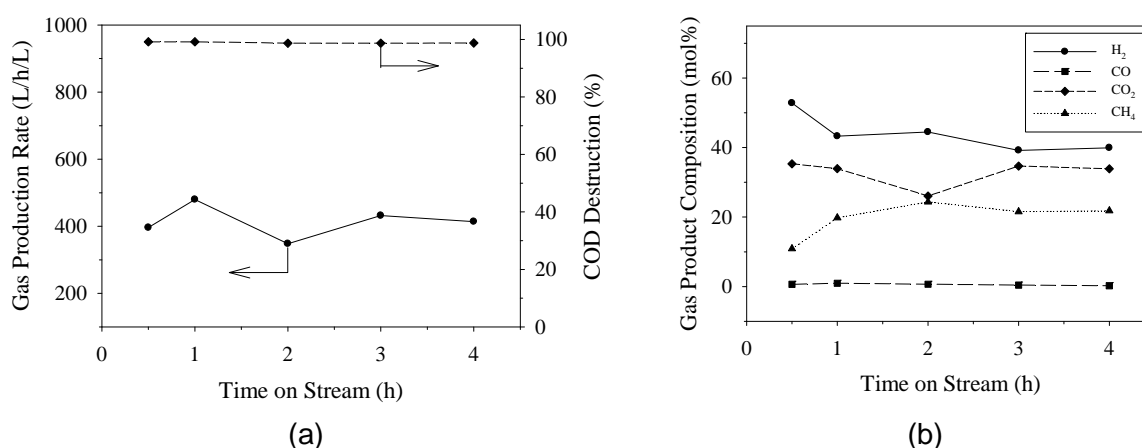 Gas Production Rate (L/h/L)
1000
900
800
600
400
200
100
80
60
40
20
0
COD Destruction (%)
0 1 2 3 4
Time on Stream (h)
(a)
Gas Product Composition (mol%)
60
40
20
0
H₂
CO
CO₂
CH₄
0 1 2 3 4
Time on Stream (h)
(b)